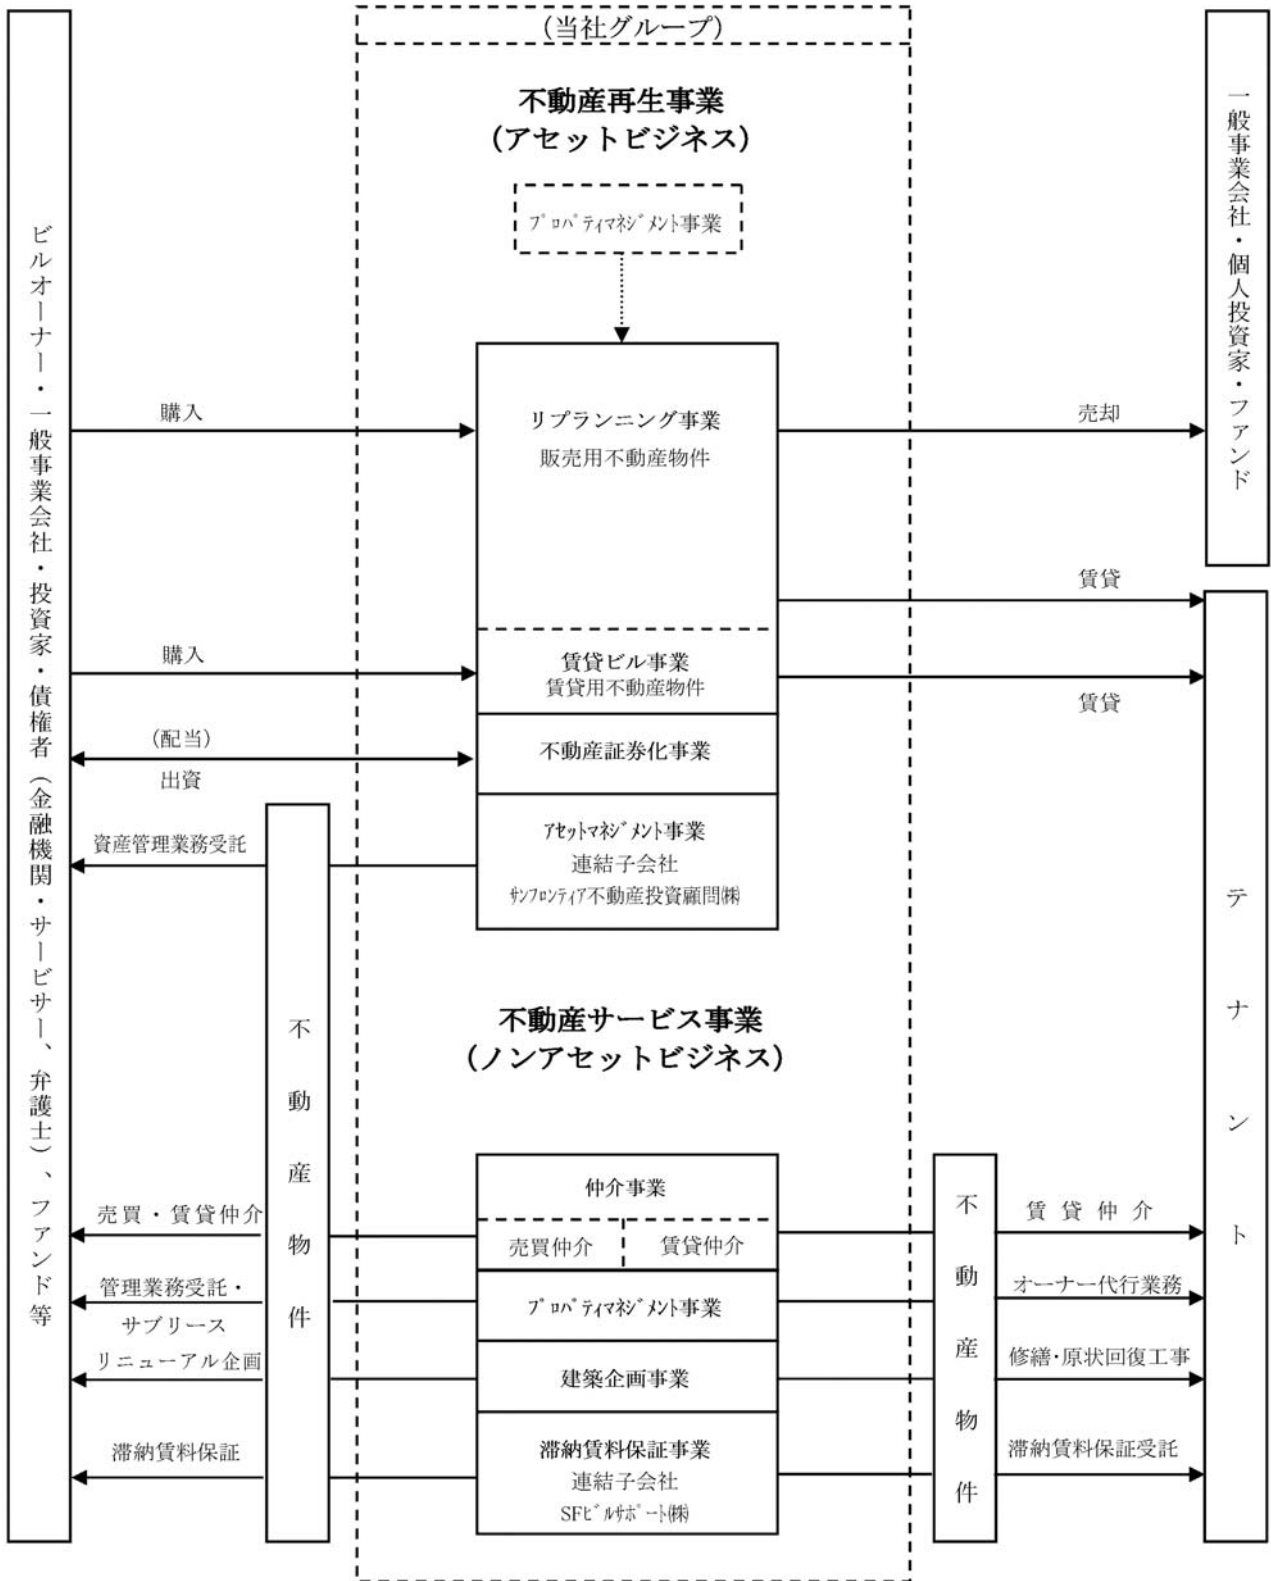 (当社グループ)
不動産再生事業
(アセットビジネス)
ﾌﾟﾛﾊﾟﾃｨﾏﾈｼﾞﾒﾝﾄ事業
リプランニング事業
販売用不動産物件
賃貸ビル事業
賃貸用不動産物件
不動産証券化事業
ｱｾｯﾄﾏﾈｼﾞﾒﾝﾄ事業
連結子会社
ｻﾝﾌﾛﾝﾃｨｱ不動産投資顧問㈱
ビルオーナー・一般事業会社・投資家・債権者(金融機関・サービサー、弁護士)、ファンド等
購入
購入
(配当)
出資
資産管理業務受託
売却
賃貸
賃貸
一般事業会社・個人投資家・ファンド
テナント
不動産サービス事業
(ノンアセットビジネス)
不動産物件
売買・賃貸仲介
管理業務受託・
サブリース
リニューアル企画
滞納賃料保証
仲介事業
売買仲介
賃貸仲介
ﾌﾟﾛﾊﾟﾃｨﾏﾈｼﾞﾒﾝﾄ事業
建築企画事業
滞納賃料保証事業
連結子会社
SFﾋﾞﾙｻﾎﾟｰﾄ㈱
不動産物件
賃貸仲介
オーナー代行業務
修繕・原状回復工事
滞納賃料保証受託